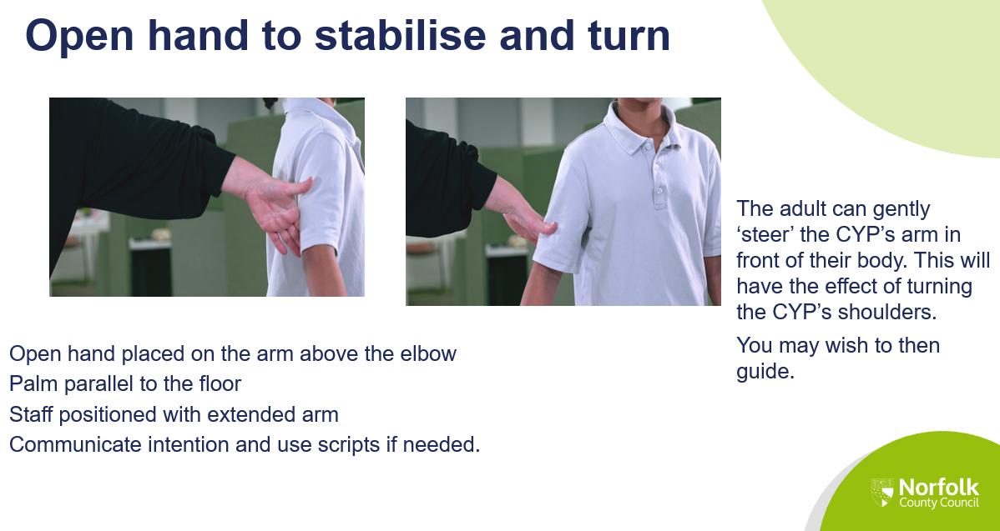 Open hand to stabilise and turn
The adult can gently
‘steer’ the CYP’s arm in
front of their body. This will
have the effect of turning
the CYP’s shoulders.
You may wish to then
guide.
Open hand placed on the arm above the elbow
Palm parallel to the floor
Staff positioned with extended arm
Communicate intention and use scripts if needed.
Norfolk
County Council